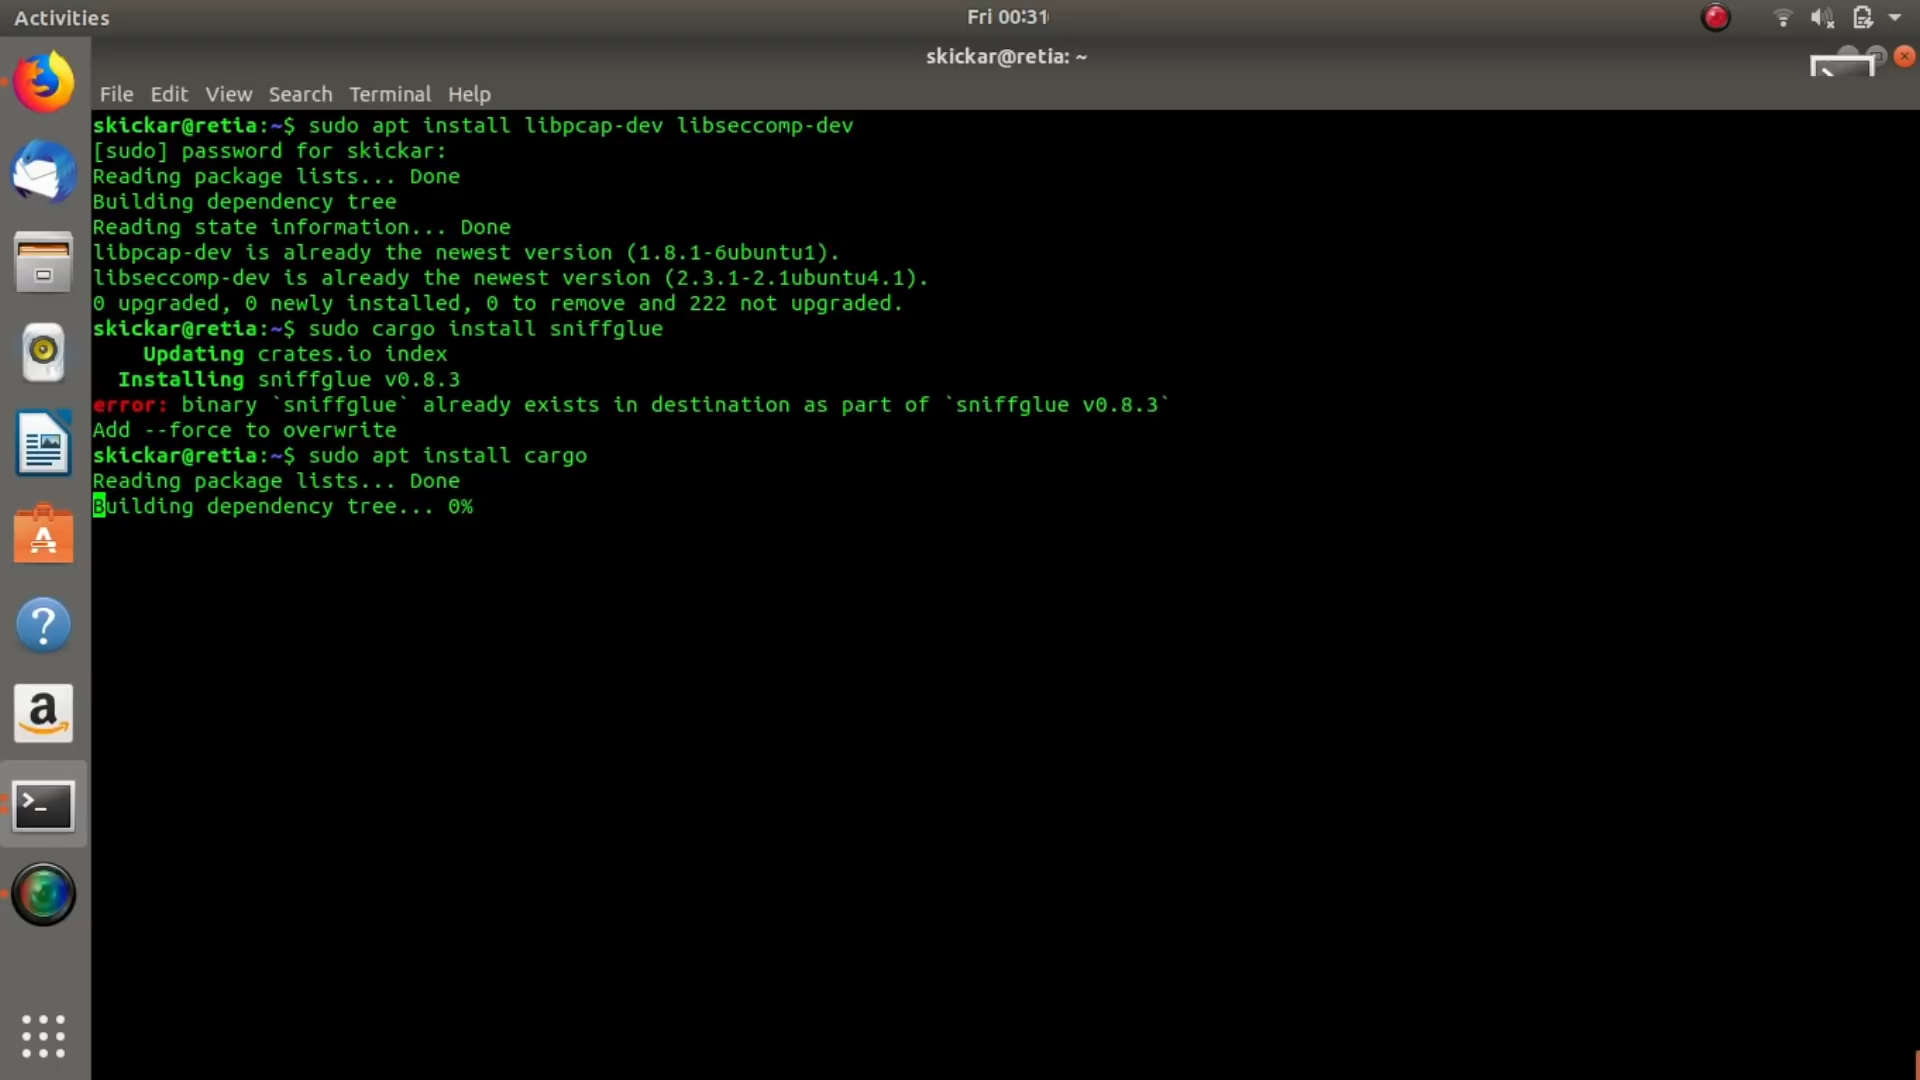 Activities
Fri 00:31
skickar@retia: ~
File Edit View Search Terminal Help
skickar@retia:~$ sudo apt install libpcap-dev libseccomp-dev
[sudo] password for skickar:
Reading package lists... Done
Building dependency tree
Reading state information... Done
libpcap-dev is already the newest version (1.8.1-6ubuntu1).
libseccomp-dev is already the newest version (2.3.1-2.1ubuntu4.1).
0 upgraded, 0 newly installed, 0 to remove and 222 not upgraded.
skickar@retia:~$ sudo cargo install sniffglue
Updating crates.io index
Installing sniffglue v0.8.3
error: binary `sniffglue` already exists in destination as part of `sniffglue v0.8.3`
Add --force to overwrite
skickar@retia:~$ sudo apt install cargo
Reading package lists... Done
Building dependency tree... 0%